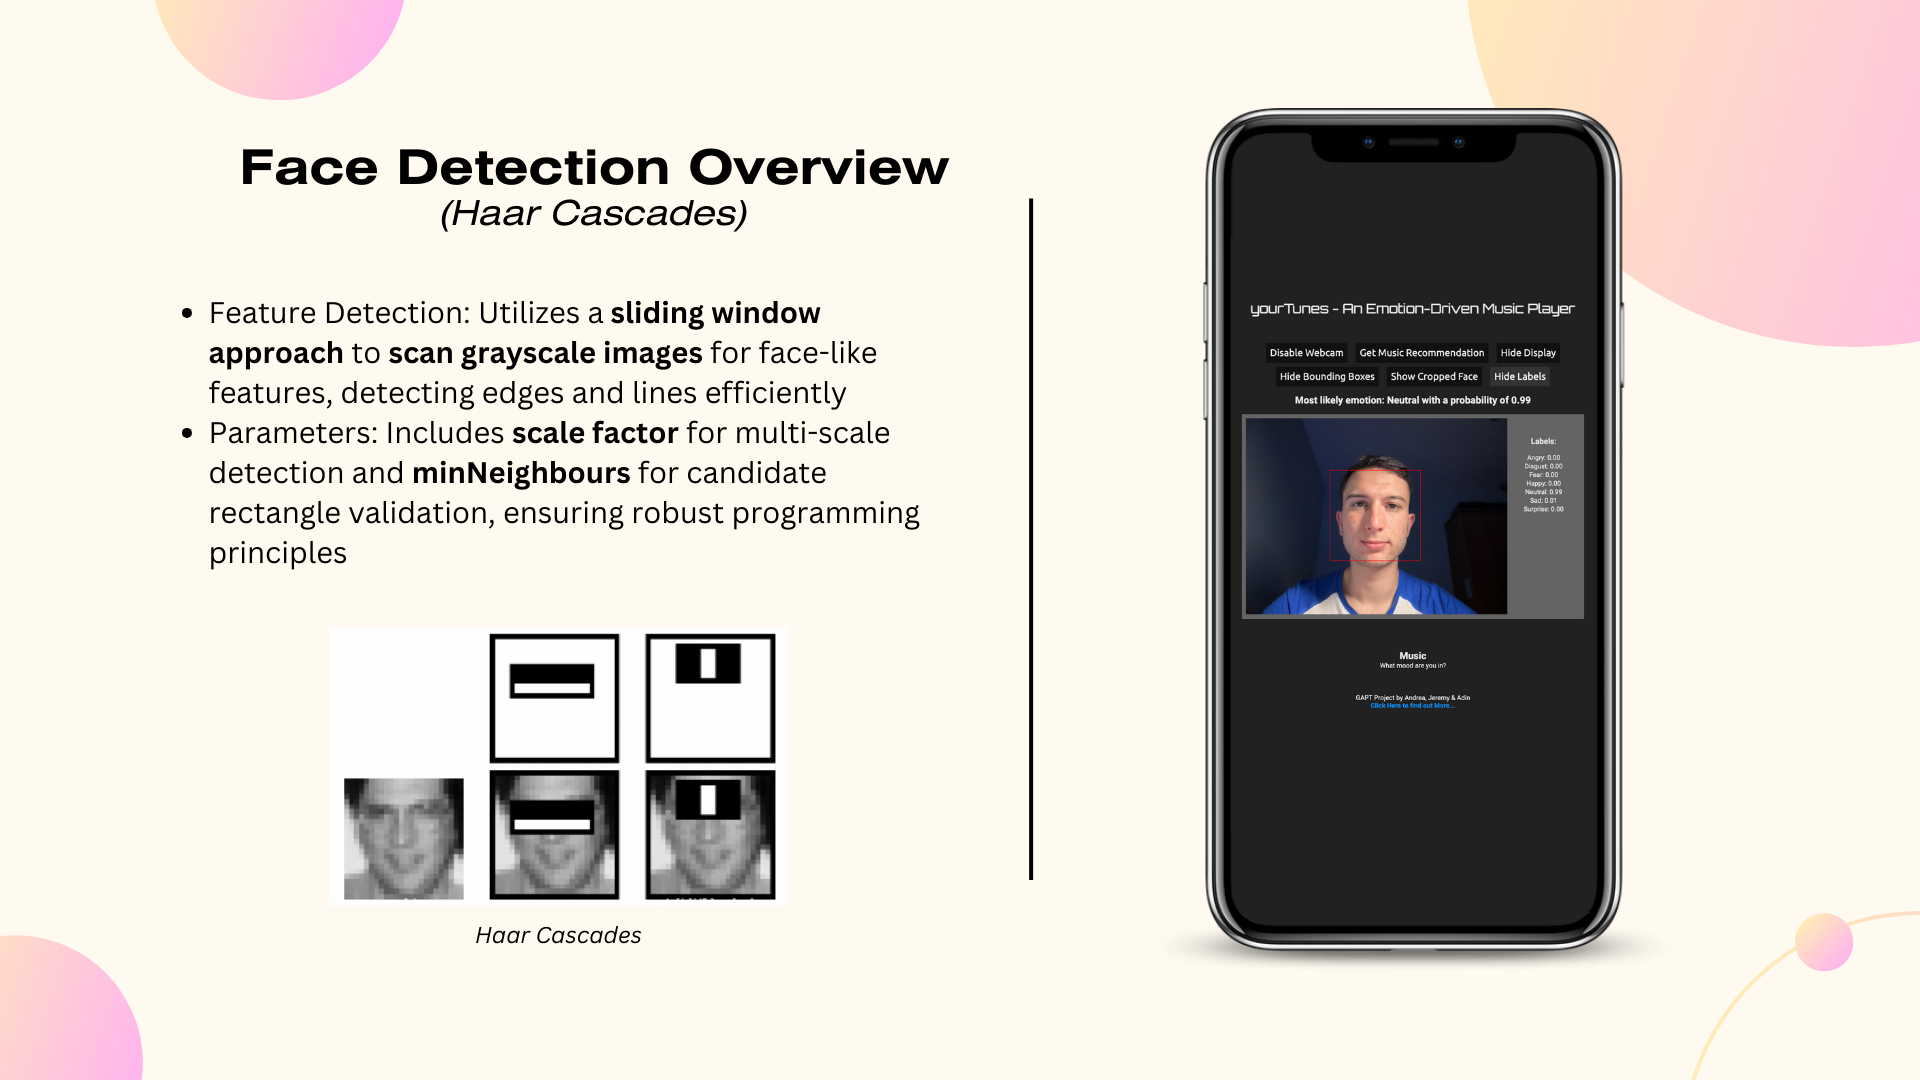 Face Detection Overview
(Haar Cascades)
• Feature Detection: Utilizes a sliding window
approach to scan grayscale images for face-like
features, detecting edges and lines efficiently
• Parameters: Includes scale factor for multi-scale
detection and minNeighbours for candidate
rectangle validation, ensuring robust programming
principles
Haar Cascades
yourTunes - An Emotion-Driven Music Player
Disable Webcam Get Music Recommendation Hide Display
Hide Bounding Boxes Show Cropped Face Hide Labels
Most likely emotion: Neutral with a probability of 0.99
Labels:
Angry: 0.00
Disgust: 0.00
Fear: 0.00
Happy: 0.00
Neutral: 0.99
Sad: 0.01
Surprise: 0.00
Music
What mood are you in?
GAPT Project by Andrea, Jeremy & Adin
Click Here to find out More...